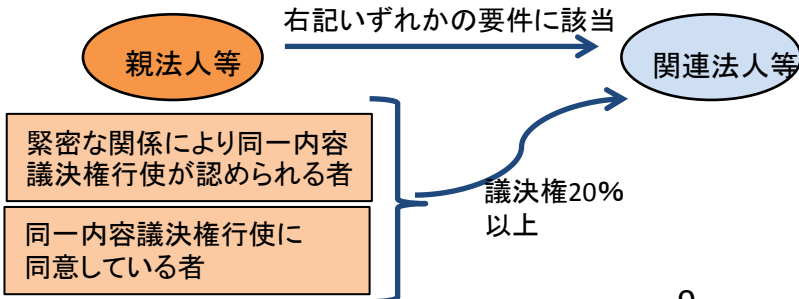 右記いずれかの要件に該当
親法人等
関連法人等
緊密な関係により同一内容
議決権行使が認められる者
議決権20%
以上
同一内容議決権行使に
同意している者